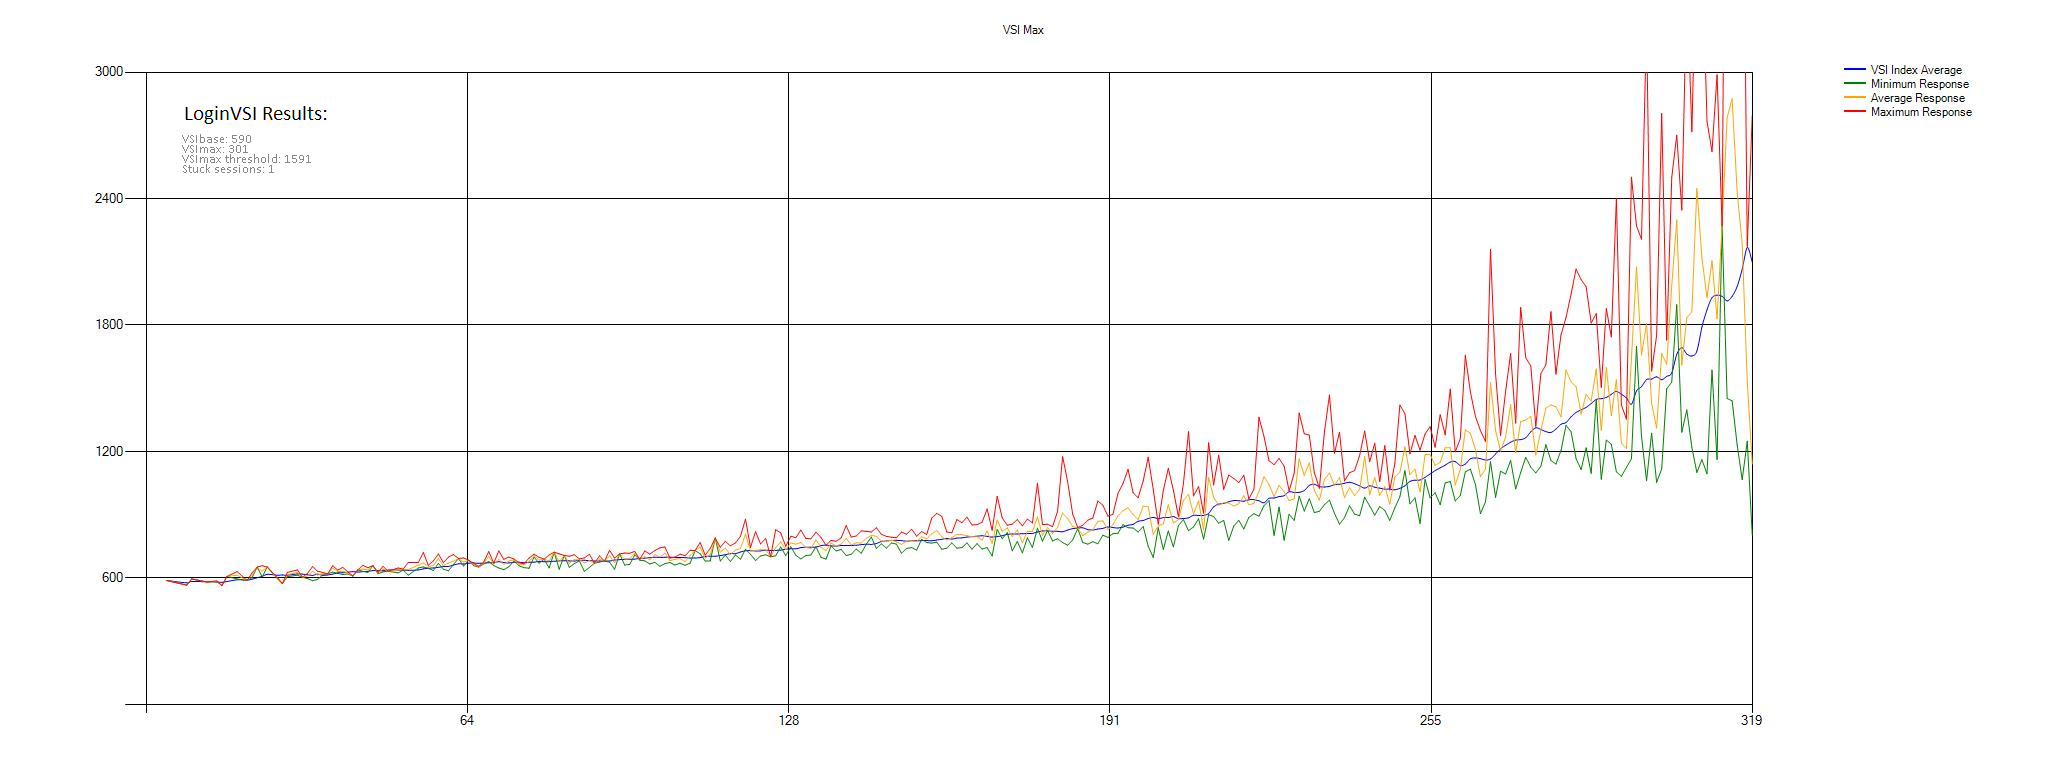 VSI Max
3000
2400
1800
1200
600
LoginVSI Results:
VSIbase: 590
VSImax: 301
VSImax threshold: 1591
Stuck sessions: 1
VSI Index Average
Minimum Response
Average Response
Maximum Response
64
128
191
255
319